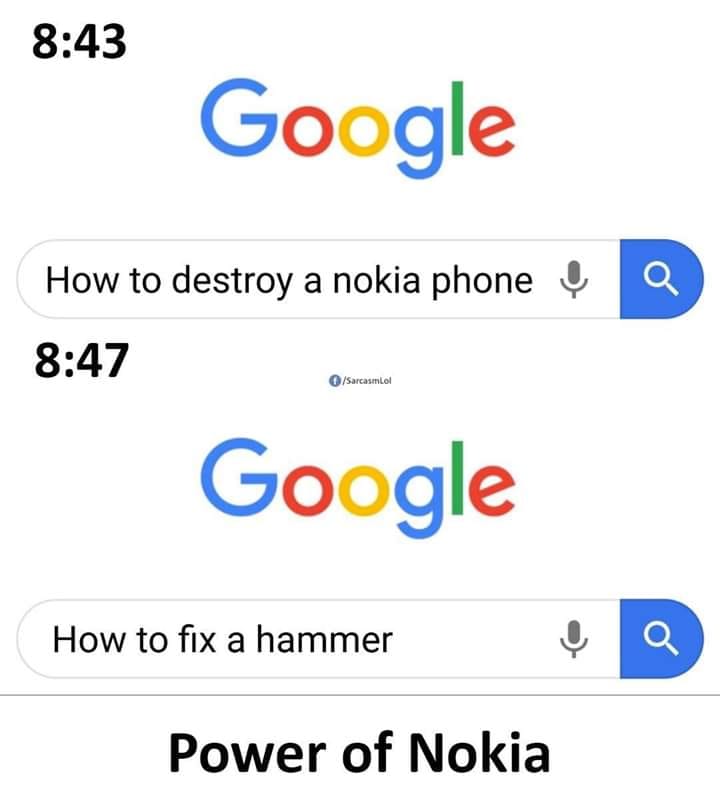 8:43
Google
How to destroy a nokia phone
8:47
f/SarcasmLol
Google
How to fix a hammer
Power of Nokia